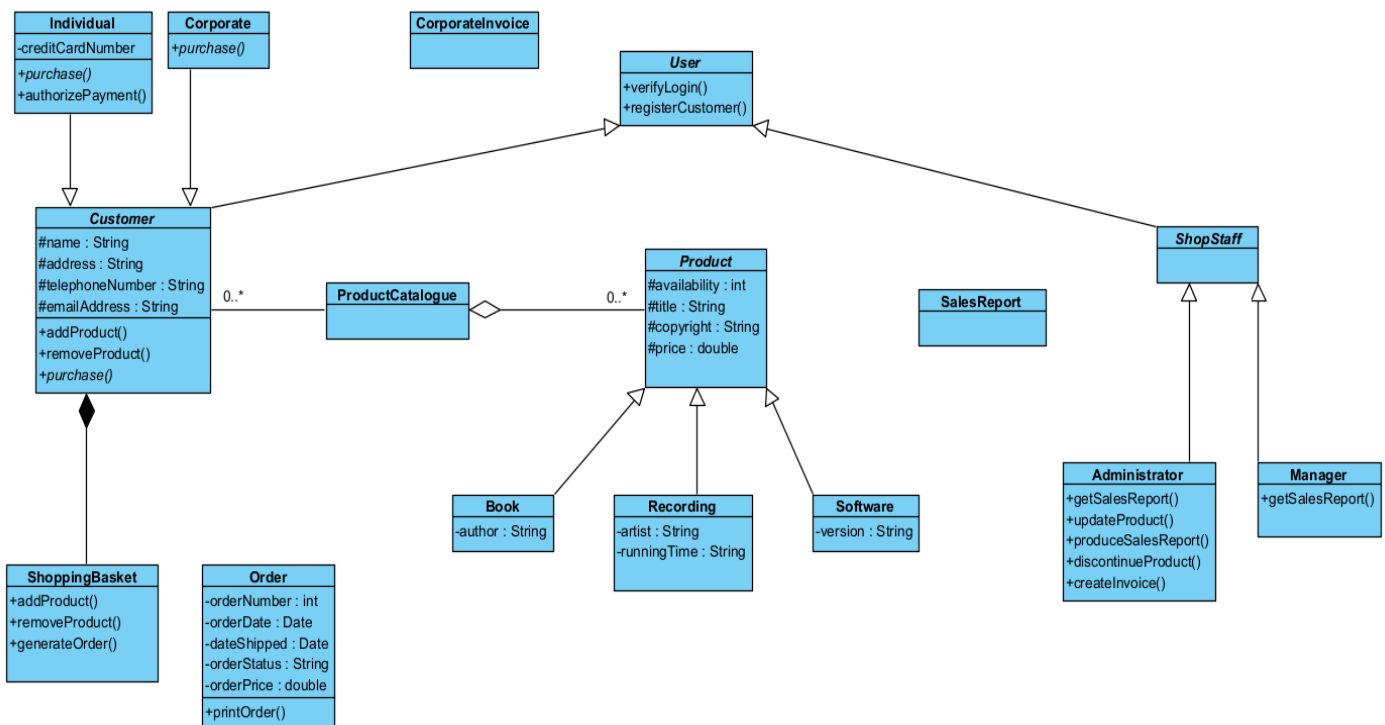 Individual
-creditCardNumber
+purchase()
+authorizePayment()
Corporate
+purchase()
CorporateInvoice
User
+verifyLogin()
+registerCustomer()
Customer
#name : String
#address : String
#telephoneNumber : String
#emailAddress : String
+addProduct()
+removeProduct()
+purchase()
0..*
ProductCatalogue
0..*
Product
#availability : int
#title : String
#copyright : String
#price : double
SalesReport
ShopStaff
Book
-author : String
Recording
-artist : String
-runningTime : String
Software
-version : String
Administrator
+getSalesReport()
+updateProduct()
+produceSalesReport()
+discontinueProduct()
+createInvoice()
Manager
+getSalesReport()
ShoppingBasket
+addProduct()
+removeProduct()
+generateOrder()
Order
-orderNumber : int
-orderDate : Date
-dateShipped : Date
-orderStatus : String
-orderPrice : double
+printOrder()